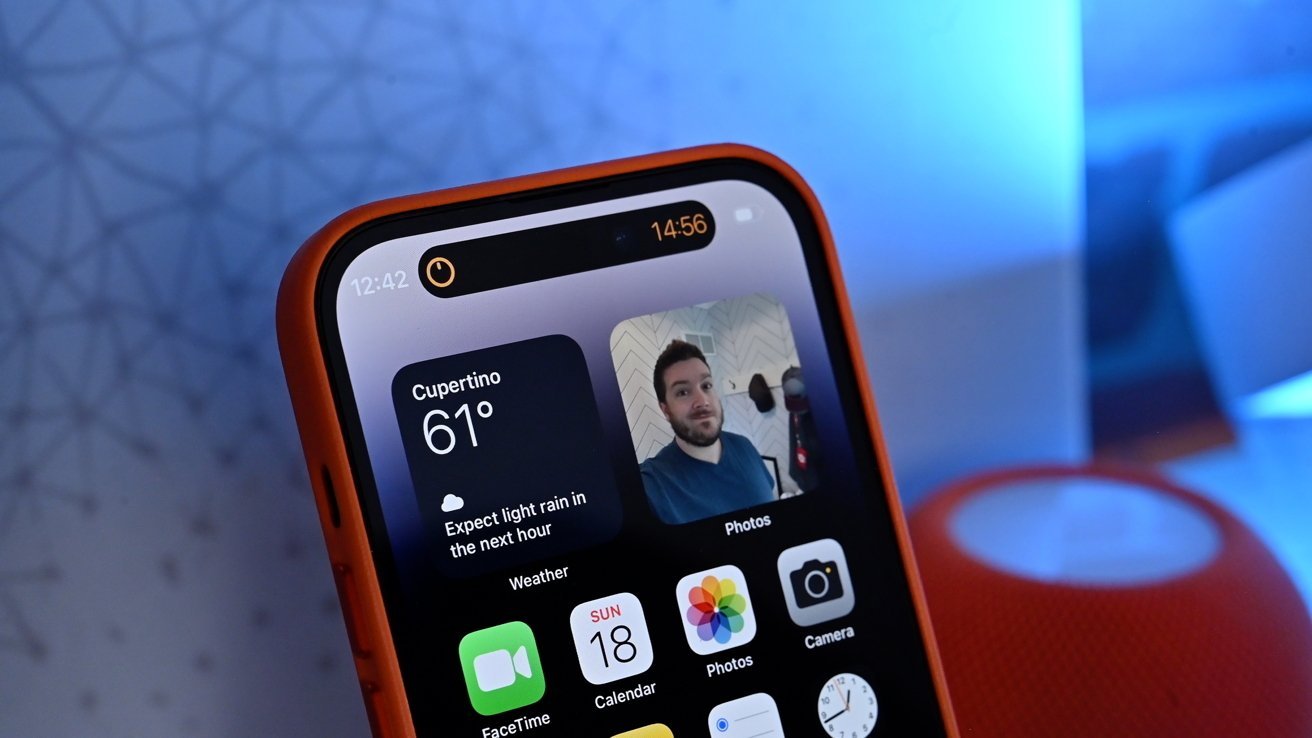 12:42
14:56
Cupertino
61°
Expect light rain in
the next hour
Weather
Photos
FaceTime
SUN
18
Calendar
Photos
Camera